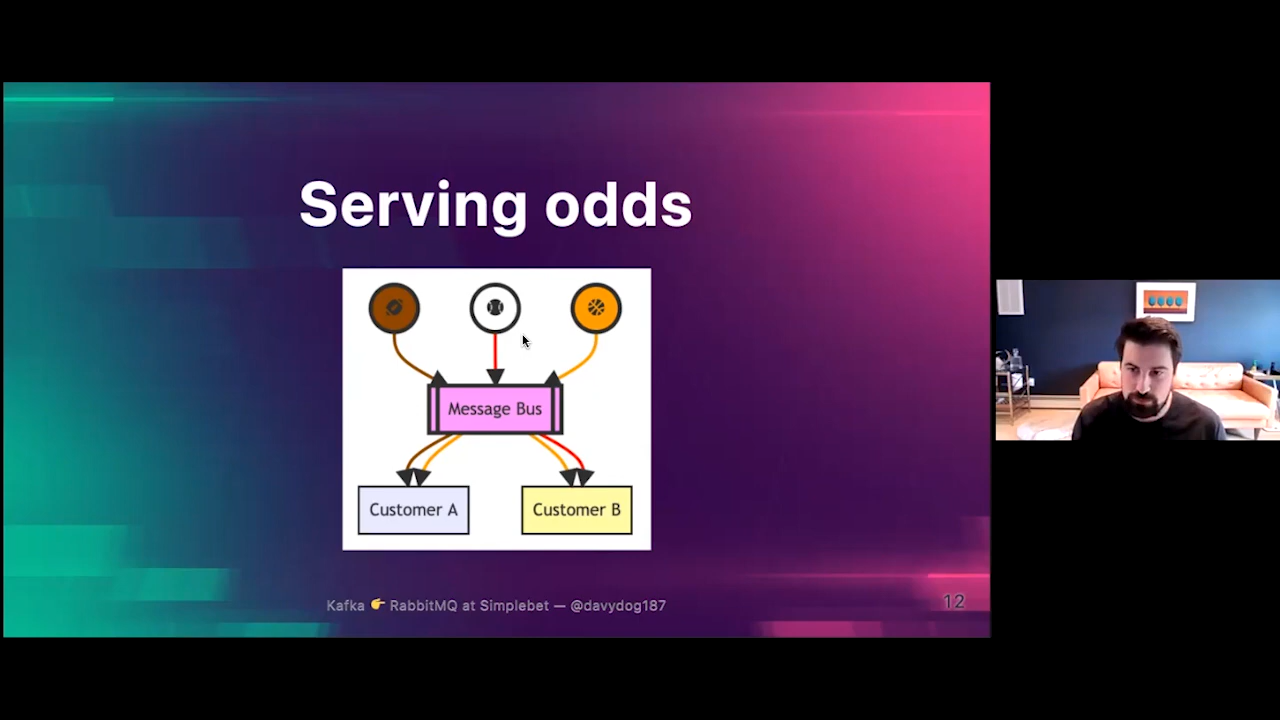 Serving odds
Message Bus
Customer A
Customer B
Kafka 👉 RabbitMQ at Simplebet — @davydog187
12